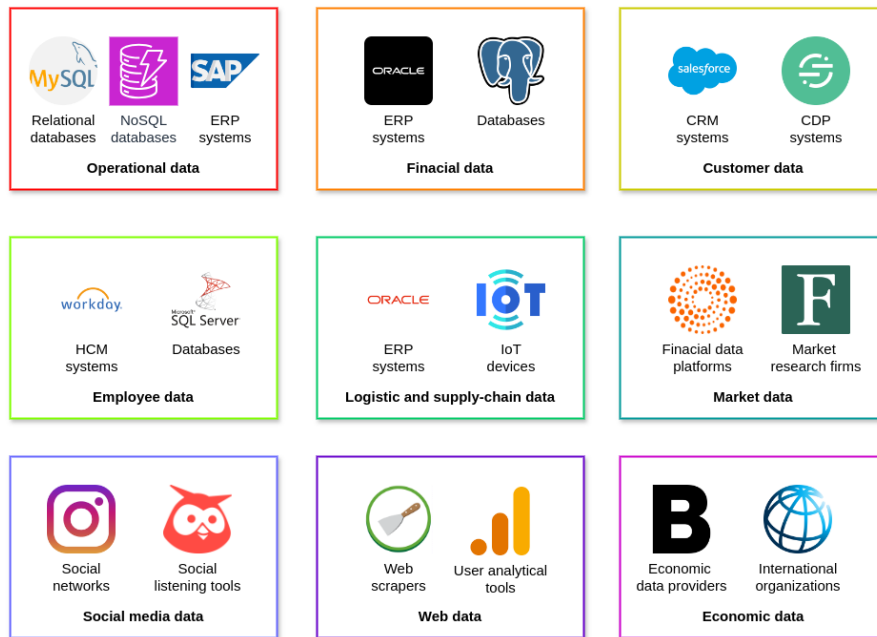 MySQL
SAP
Relational databases
NoSQL databases
ERP systems
Operational data
ORACLE
ERP systems
Databases
Finacial data
salesforce
CRM systems
CDP systems
Customer data
workday.
Microsoft
SQL Server
HCM systems
Databases
Employee data
ORACLE
IoT
ERP systems
IoT devices
Logistic and supply-chain data
F
Finacial data platforms
Market research firms
Market data
Social networks
Social listening tools
Social media data
Web scrapers
User analytical tools
Web data
B
Economic data providers
International organizations
Economic data